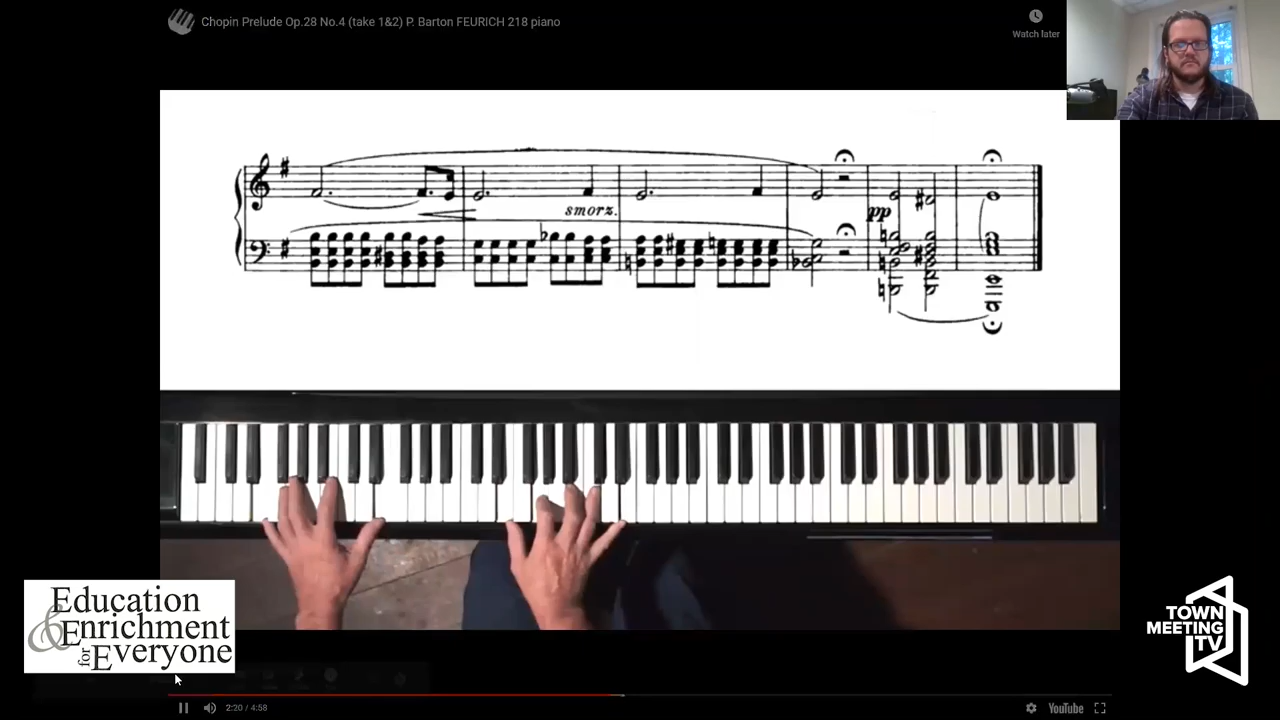 Chopin Prelude Op.28 No.4 (take 1&2) P. Barton FEURICH 218 piano
Watch later
smorz.
pp
Education
& Enrichment
for Everyone
TOWN
MEETING
TV
2:20 / 4:58
YouTube